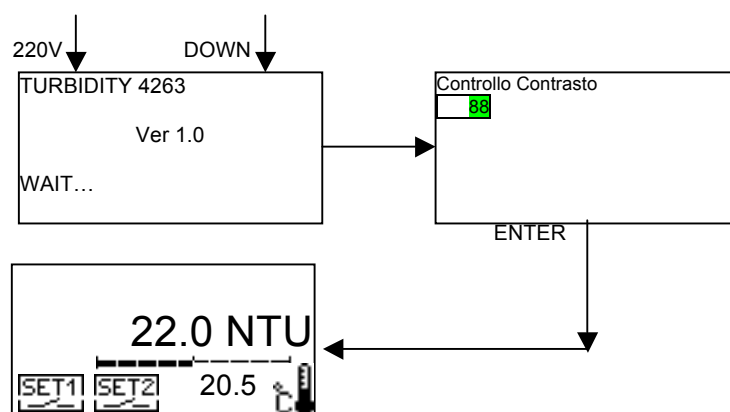 220V
DOWN
TURBIDITY 4263
Ver 1.0
WAIT…
Controllo Contrasto
88
ENTER
22.0 NTU
SET1 SET2 20.5 °C